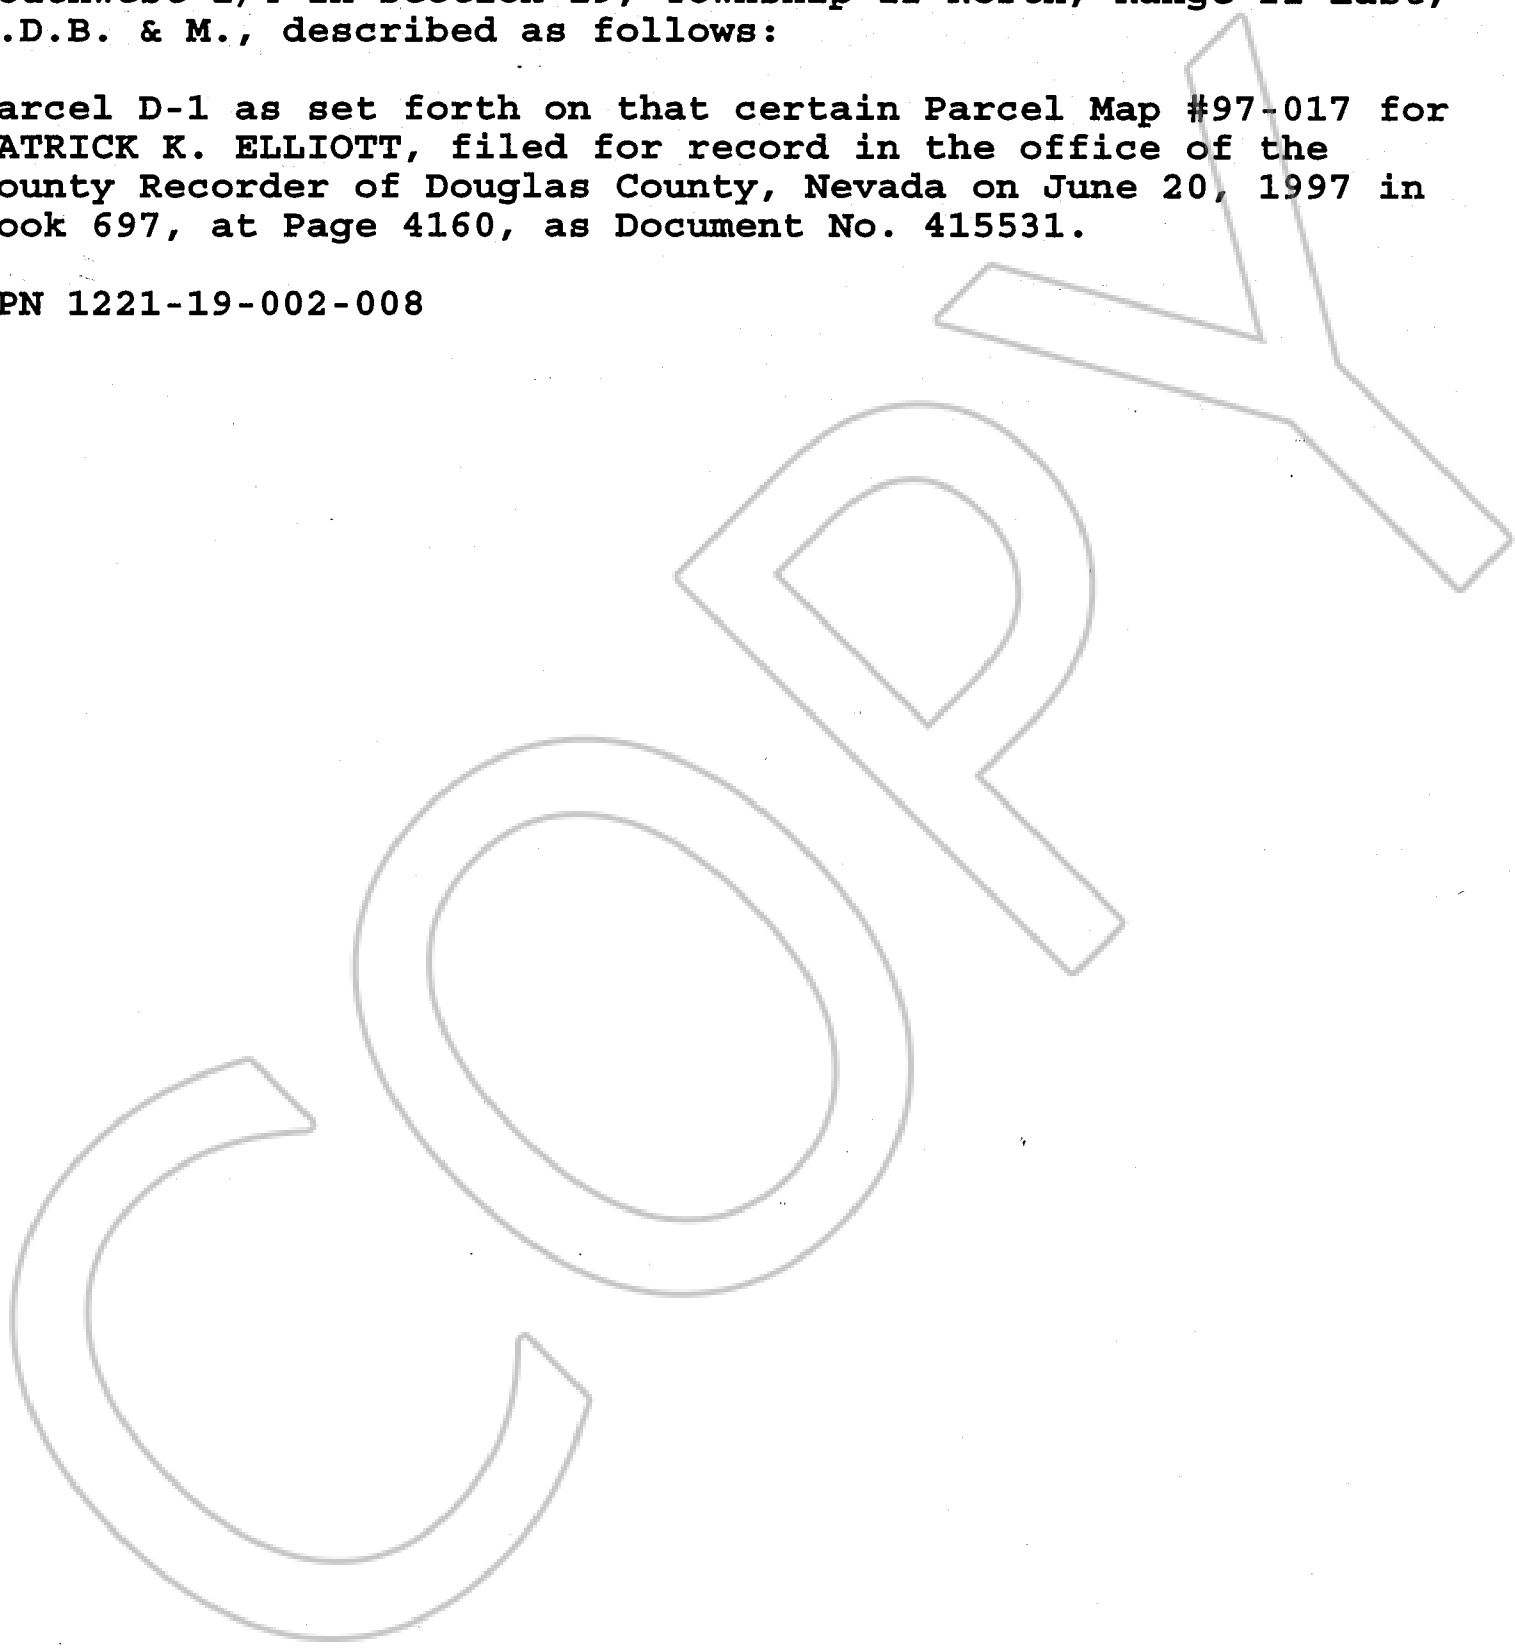 .D.B. & M., described as follows:
arcel D-1 as set forth on that certain Parcel Map #97-017 for
ATRICK K. ELLIOTT, filed for record in the office of the
ounty Recorder of Douglas County, Nevada on June 20, 1997 in
ook 697, at Page 4160, as Document No. 415531.
PN 1221-19-002-008
COPY